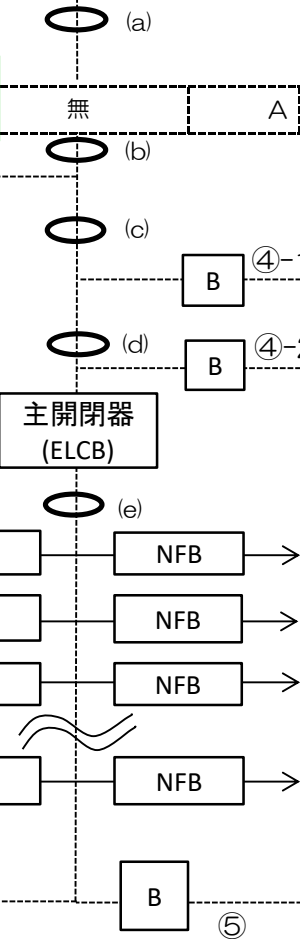 (a)
無 A
(b)
(c)
B ④-
(d)
B ④-
主開閉器
(ELCB)
(e)
NFB
NFB
NFB
NFB
B
⑤